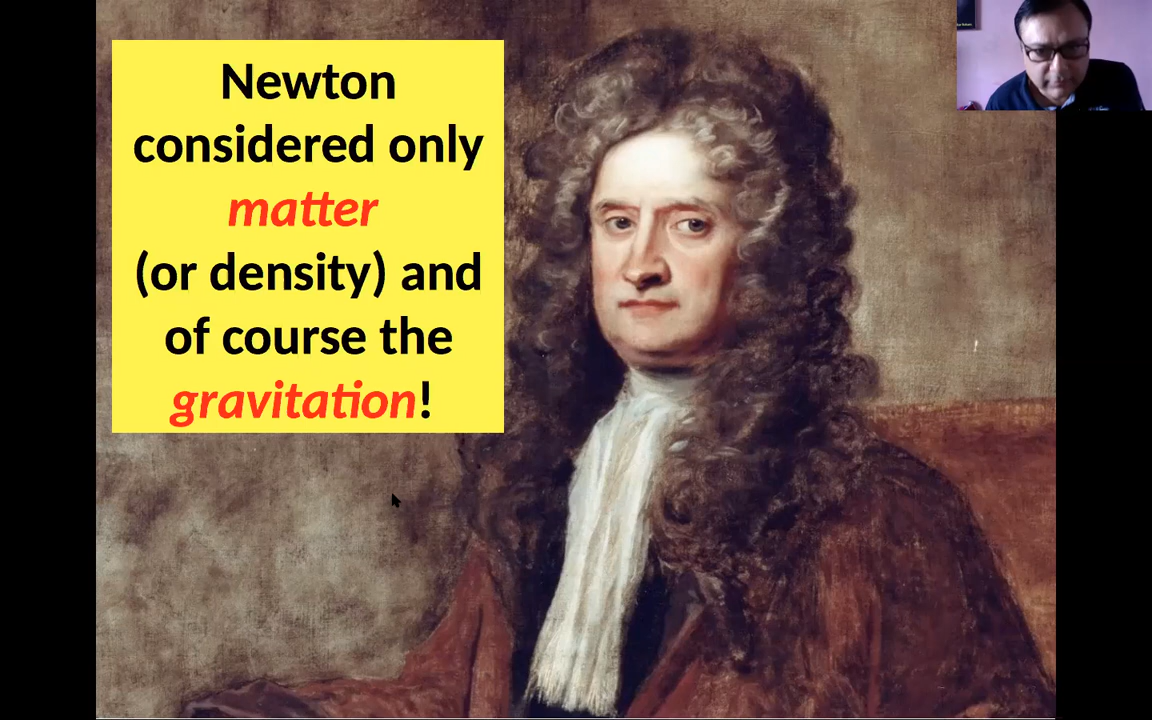 Newton
considered only
matter
(or density) and
of course the
gravitation!